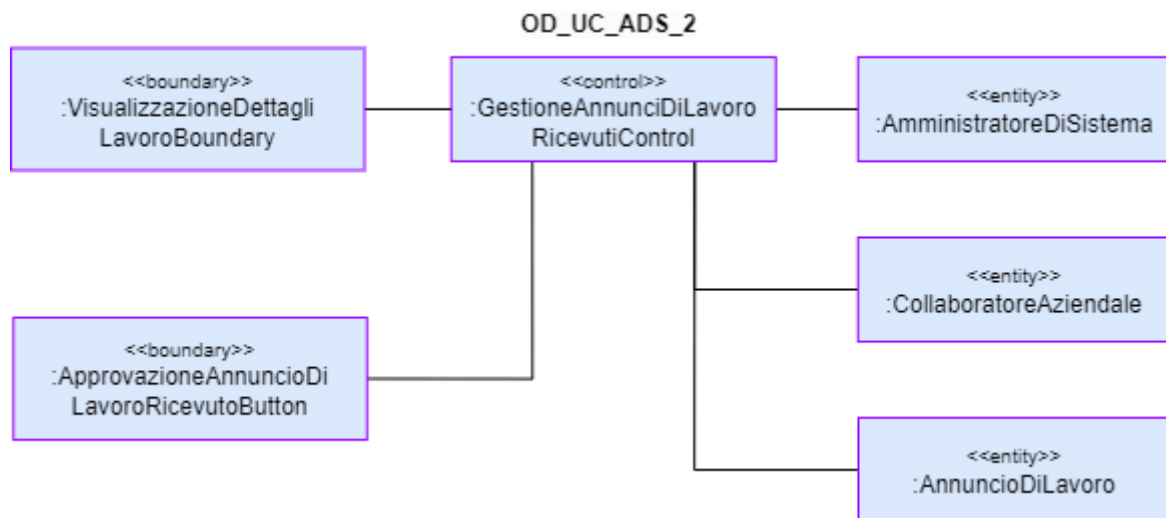 OD_UC_ADS_2
<<boundary>>
:VisualizzazioneDettagli
LavoroBoundary
<<control>>
:GestioneAnnunciDiLavoro
RicevutiControl
<<entity>>
:AmministratoreDiSistema
<<entity>>
:CollaboratoreAziendale
<<boundary>>
:ApprovazioneAnnuncioDi
LavoroRicevutoButton
<<entity>>
:AnnuncioDiLavoro